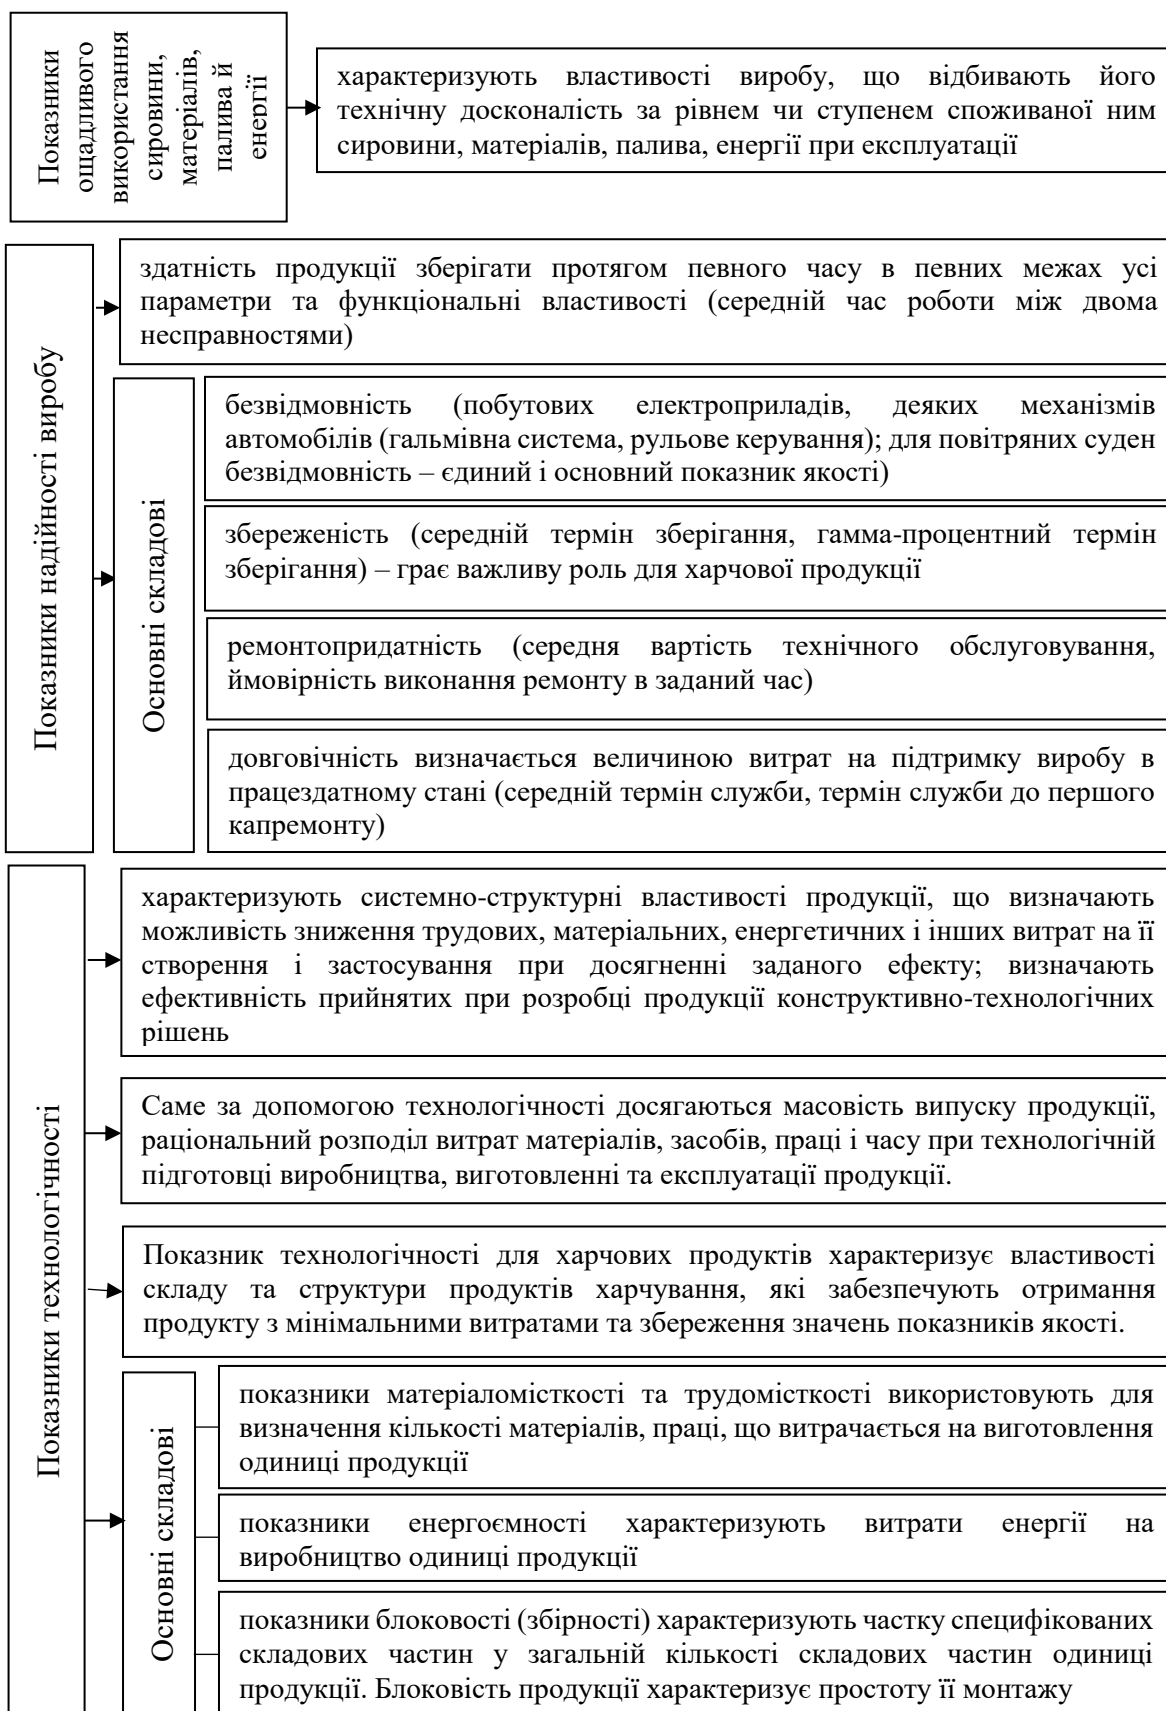 Показники
ощадливого
використання
сировини,
матеріалів,
палива й
енергії
характеризують властивості виробу, що відбивають його
технічну досконалість за рівнем чи ступенем споживаної ним
сировини, матеріалів, палива, енергії при експлуатації
Показники надійності виробу
здатність продукції зберігати протягом певного часу в певних межах усі
параметри та функціональні властивості (середній час роботи між двома
несправностями)
Основні складові
безвідмовність (побутових електроприладів, деяких механізмів
автомобілів (гальмівна система, рульове керування); для повітряних суден
безвідмовність – єдиний і основний показник якості)
збереженість (середній термін зберігання, гамма-процентний термін
зберігання) – грає важливу роль для харчової продукції
ремонтопридатність (середня вартість технічного обслуговування,
ймовірність виконання ремонту в заданий час)
довговічність визначається величиною витрат на підтримку виробу в
працездатному стані (середній термін служби, термін служби до першого
капремонту)
Показники технологічності
характеризують системно-структурні властивості продукції, що визначають
можливість зниження трудових, матеріальних, енергетичних і інших витрат на її
створення і застосування при досягненні заданого ефекту; визначають
ефективність прийнятих при розробці продукції конструктивно-технологічних
рішень
Саме за допомогою технологічності досягаються масовість випуску продукції,
раціональний розподіл витрат матеріалів, засобів, праці і часу при технологічній
підготовці виробництва, виготовленні та експлуатації продукції.
Показник технологічності для харчових продуктів характеризує властивості
складу та структури продуктів харчування, які забезпечують отримання
продукту з мінімальними витратами та збереження значень показників якості.
Основні складові
показники матеріаломісткості та трудомісткості використовують для
визначення кількості матеріалів, праці, що витрачається на виготовлення
одиниці продукції
показники енергоємності характеризують витрати енергії на
виробництво одиниці продукції
показники блоковості (збірності) характеризують частку специфікованих
складових частин у загальній кількості складових частин одиниці
продукції. Блоковість продукції характеризує простоту її монтажу